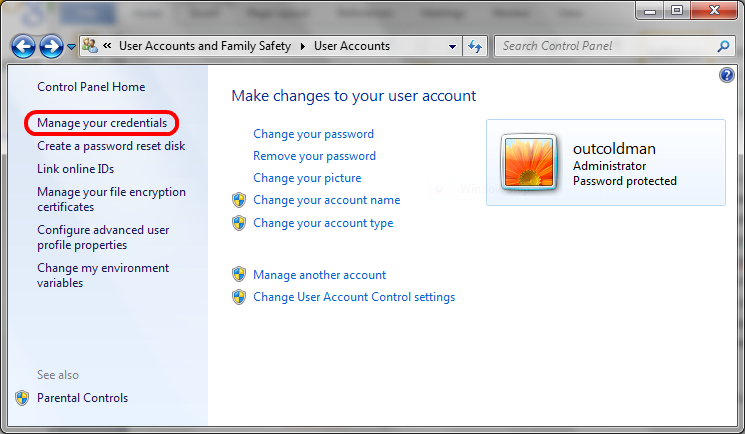 « User Accounts and Family Safety ▸ User Accounts
Search Control Panel
Control Panel Home
Manage your credentials
Create a password reset disk
Link online IDs
Manage your file encryption
certificates
Configure advanced user
profile properties
Change my environment
variables
See also
Parental Controls
Make changes to your user account
Change your password
Remove your password
Change your picture
Change your account name
Change your account type
Manage another account
Change User Account Control settings
outcoldman
Administrator
Password protected